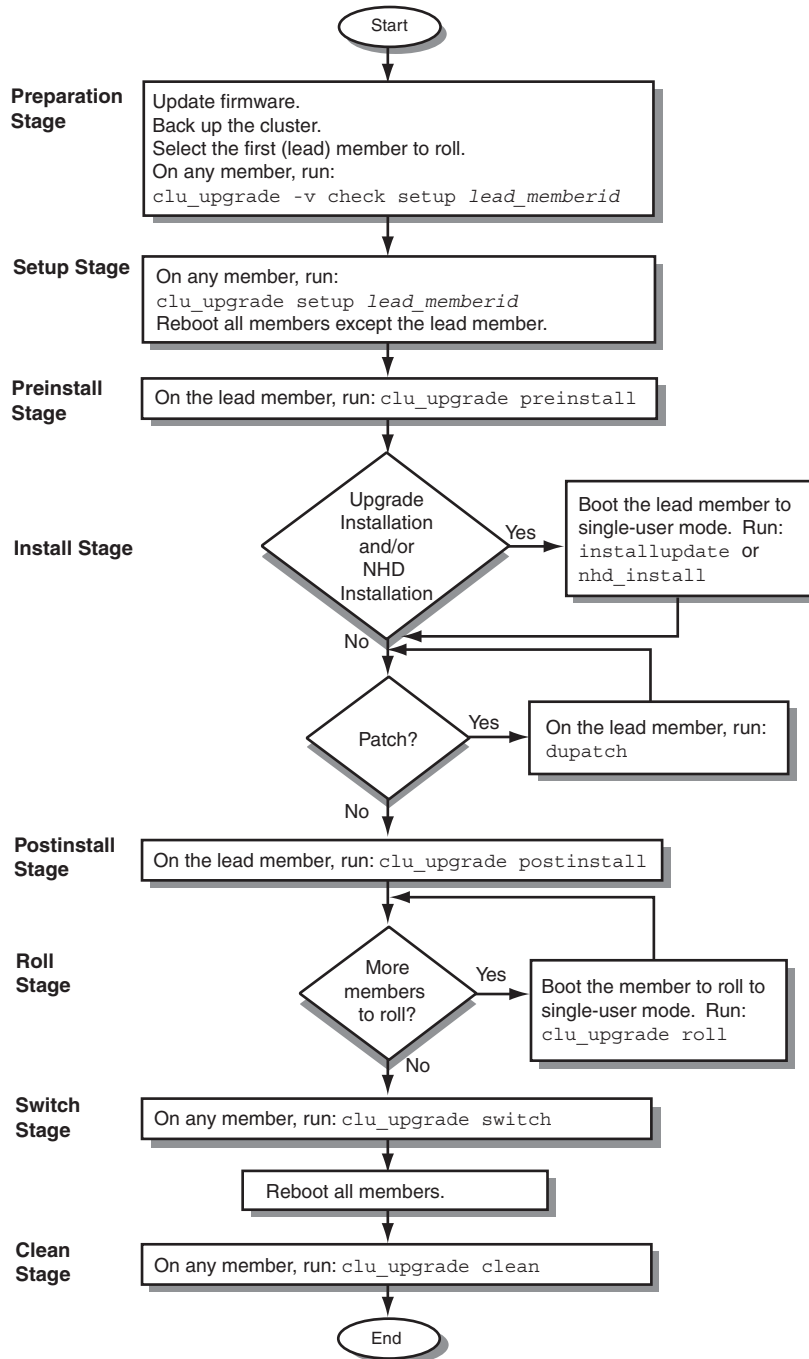 Start
Preparation
Stage
Update firmware.
Back up the cluster.
Select the first (lead) member to roll.
On any member, run:
clu_upgrade -v check setup lead_memberid
Setup Stage
On any member, run:
clu_upgrade setup lead_memberid
Reboot all members except the lead member.
Preinstall
Stage
On the lead member, run: clu_upgrade preinstall
Install Stage
Upgrade
Installation
and/or
NHD
Installation
Yes
Boot the lead member to
single-user mode. Run:
installupdate or
nhd_install
No
Patch?
Yes
On the lead member, run:
dupatch
No
Postinstall
Stage
On the lead member, run: clu_upgrade postinstall
Roll
Stage
More
members
to roll?
Yes
Boot the member to roll to
single-user mode. Run:
clu_upgrade roll
No
Switch
Stage
On any member, run: clu_upgrade switch
Reboot all members.
Clean
Stage
On any member, run: clu_upgrade clean
End